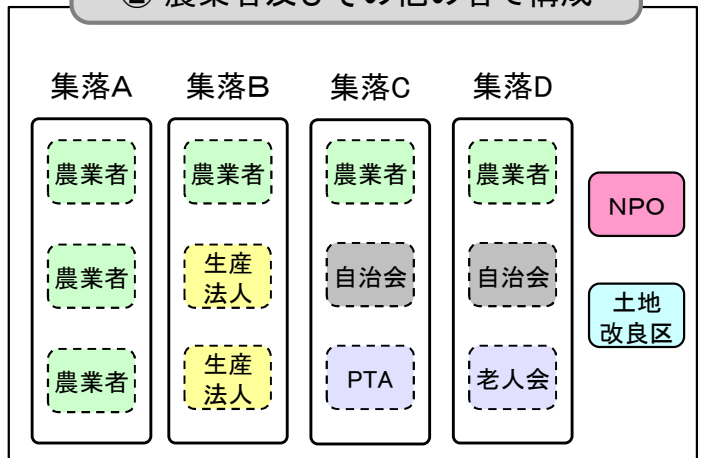 ② 農業者及びその他の者で構成
集落A
集落B
集落C
集落D
農業者
農業者
農業者
農業者
NPO
農業者
生産
法人
自治会
自治会
土地
改良区
農業者
生産
法人
PTA
老人会